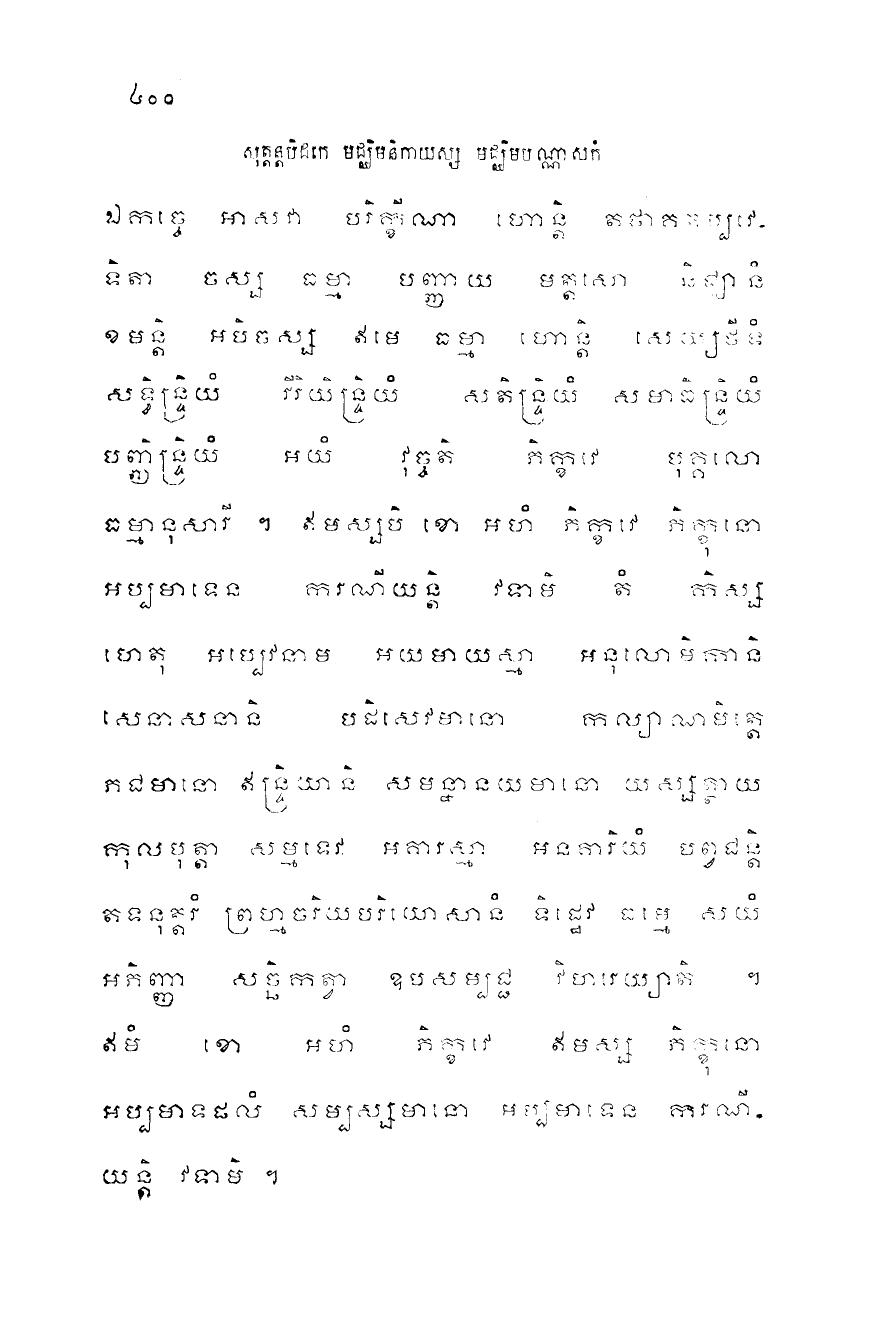 ៤០០
សុត្តន្តបិដកេ មជ្ឈិមនិកាយស្ស មជ្ឈិមបណ្ណាសកំ
ឯកច្ចេ អាសវា បរិក្ខីណា ហោន្តិ តថាគតប្បវេ-
ទិតា ចស្ស ធម្មា បញ្ញាយ មត្តសោ និជ្ឈានំ
ខមន្តិ អបិចស្ស ឥមេ ធម្មា ហោន្តិ សេយ្យថីទំ
សទ្ធិន្ទ្រិយំ វីរិយិន្ទ្រិយំ សតិន្ទ្រិយំ សមាធិន្ទ្រិយំ
បញ្ញិន្ទ្រិយំ អយំ វុច្ចតិ ភិក្ខវេ បុគ្គលោ
ធម្មានុសារី ។ ឥមស្សបិ ខោ អហំ ភិក្ខវេ ភិក្ខុនោ
អប្បមាទេន ករណីយន្តិ វទាមិ តំ កិស្ស
ហេតុ អប្បេវនាម អយមាយស្មា អនុលោមិកានិ
សេនាសនានិ បដិសេវមានោ កល្យាណមិត្តេ
ភជមានោ ឥន្ទ្រិយានិ សមន្នានយមានោ យស្សត្ថាយ
កុលបុត្តា សម្មទេវ អគារស្មា អនគារិយំ បព្វជន្តិ
តទនុត្តរំ ព្រហ្មចរិយបរិយោសានំ ទិដ្ឋេវ ធម្មេ សយំ
អភិញ្ញា សច្ឆិកត្វា ឧបសម្បជ្ជ វិហរេយ្យាតិ ។
ឥមំ ខោ អហំ ភិក្ខវេ ឥមស្ស ភិក្ខុនោ
អប្បមាទផលំ សម្បស្សមានោ អប្បមាទេន ករណី-
យន្តិ វទាមិ ។